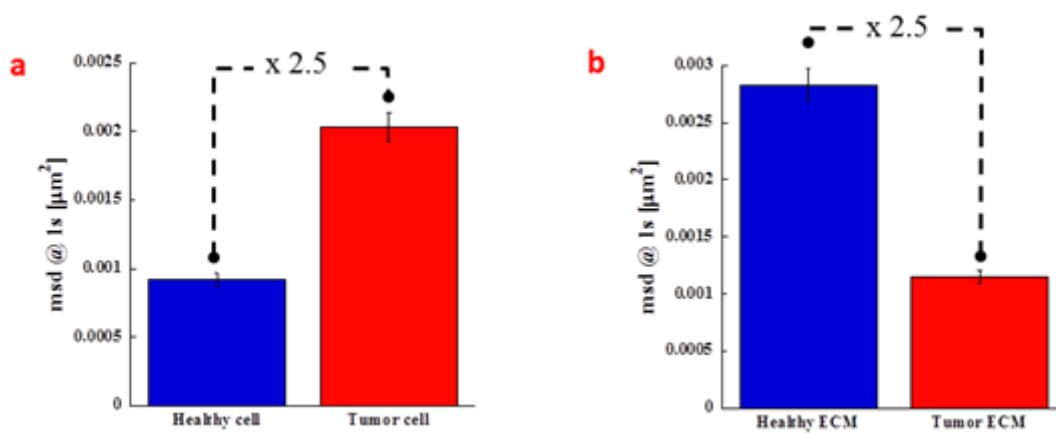 a
x 2.5
0.0025
0.002
0.0015
0.001
0.0005
0
msd @ 1s [µm²]
Healthy cell
Tumor cell
b
x 2.5
0.003
0.0025
0.002
0.0015
0.001
0.0005
0
msd @ 1s [µm²]
Healthy ECM
Tumor ECM